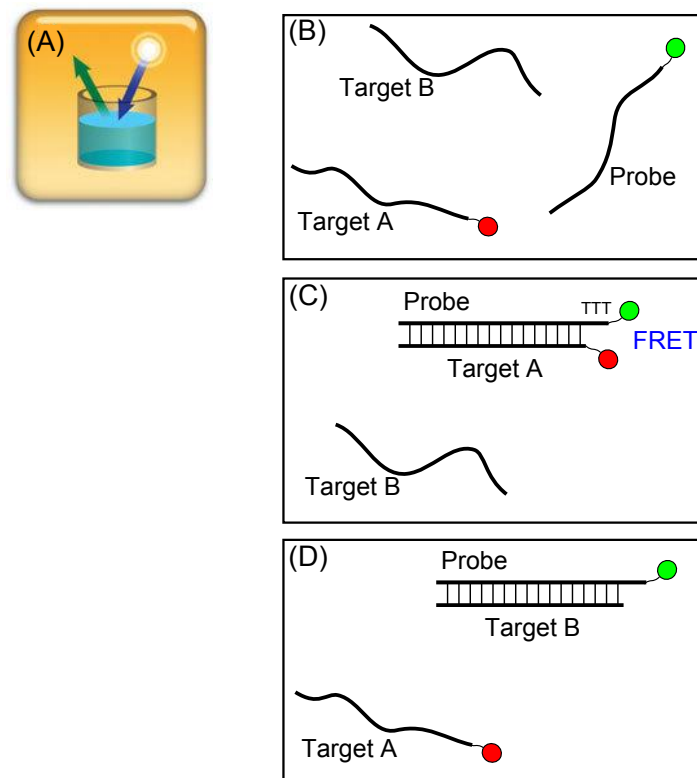 (A)
(B)
Target B
Probe
Target A
(C)
Probe
TTT
FRET
Target A
Target B
(D)
Probe
Target B
Target A